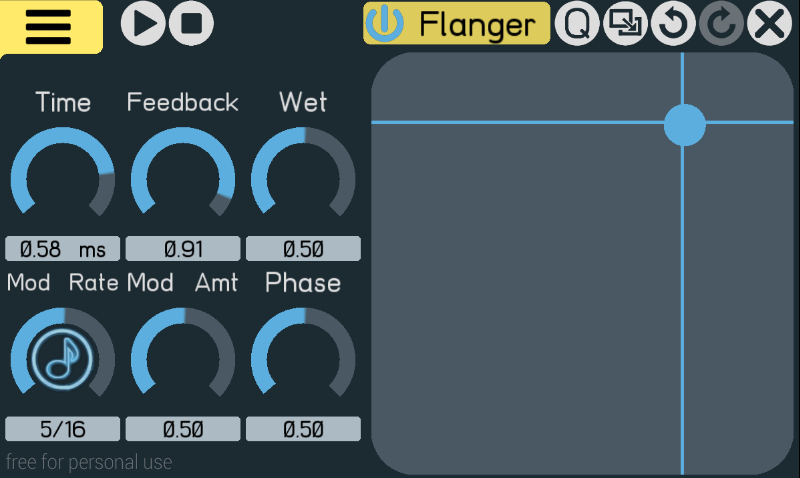 Flanger Q
Time Feedback Wet
0.58 ms 0.91 0.50
Mod Rate Mod Amt Phase
5/16 0.50 0.50
free for personal use